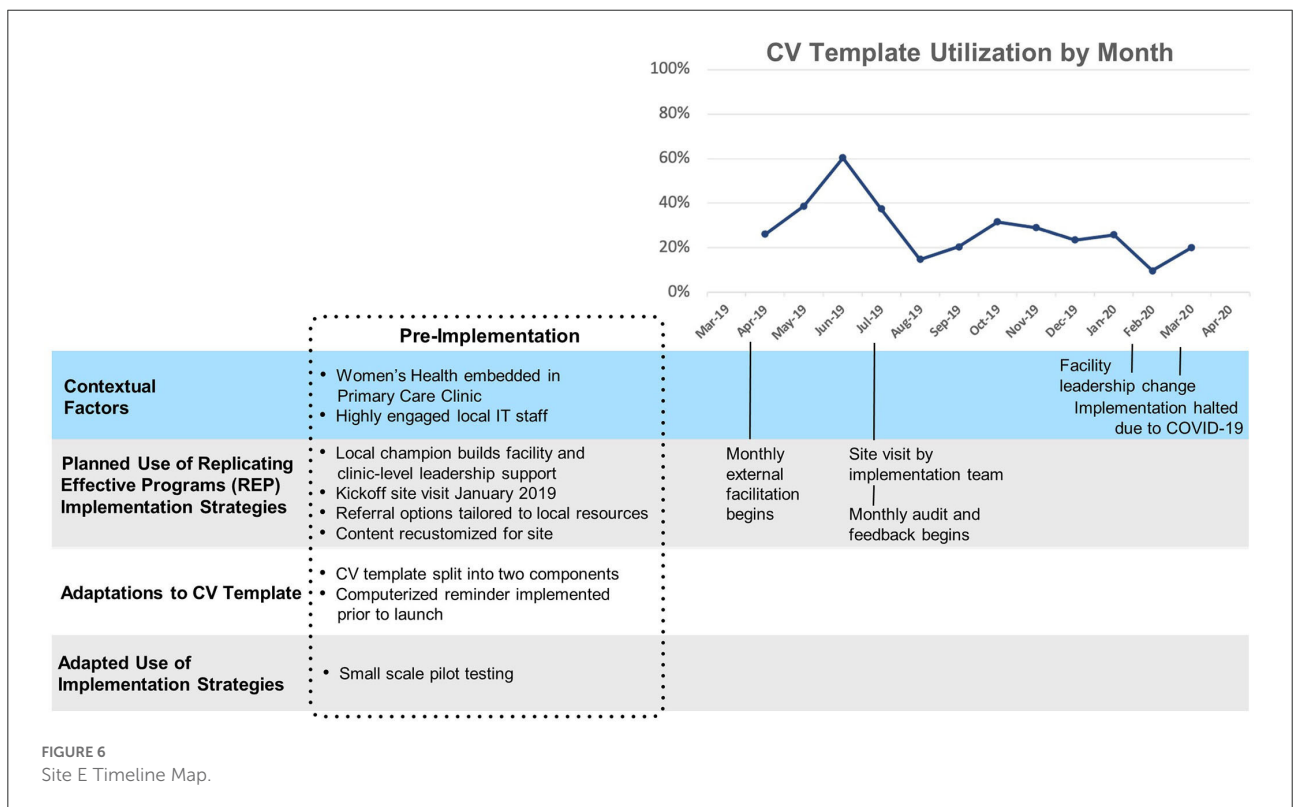 CV Template Utilization by Month
100%
80%
60%
40%
20%
0%
Mar-19
Apr-19
May-19
Jun-19
Jul-19
Aug-19
Sep-19
Oct-19
Nov-19
Dec-19
Jan-20
Feb-20
Mar-20
Apr-20
Pre-Implementation
Contextual
Factors
• Women's Health embedded in
Primary Care Clinic
• Highly engaged local IT staff
Facility
leadership change
Implementation halted
due to COVID-19
Planned Use of Replicating
Effective Programs (REP)
Implementation Strategies
• Local champion builds facility and
clinic-level leadership support
• Kickoff site visit January 2019
• Referral options tailored to local resources
• Content recustomized for site
Monthly
external
facilitation
begins
Site visit by
implementation team
Monthly audit and
feedback begins
Adaptations to CV Template
• CV template split into two components
• Computerized reminder implemented
prior to launch
Adapted Use of
Implementation Strategies
• Small scale pilot testing
FIGURE 6
Site E Timeline Map.